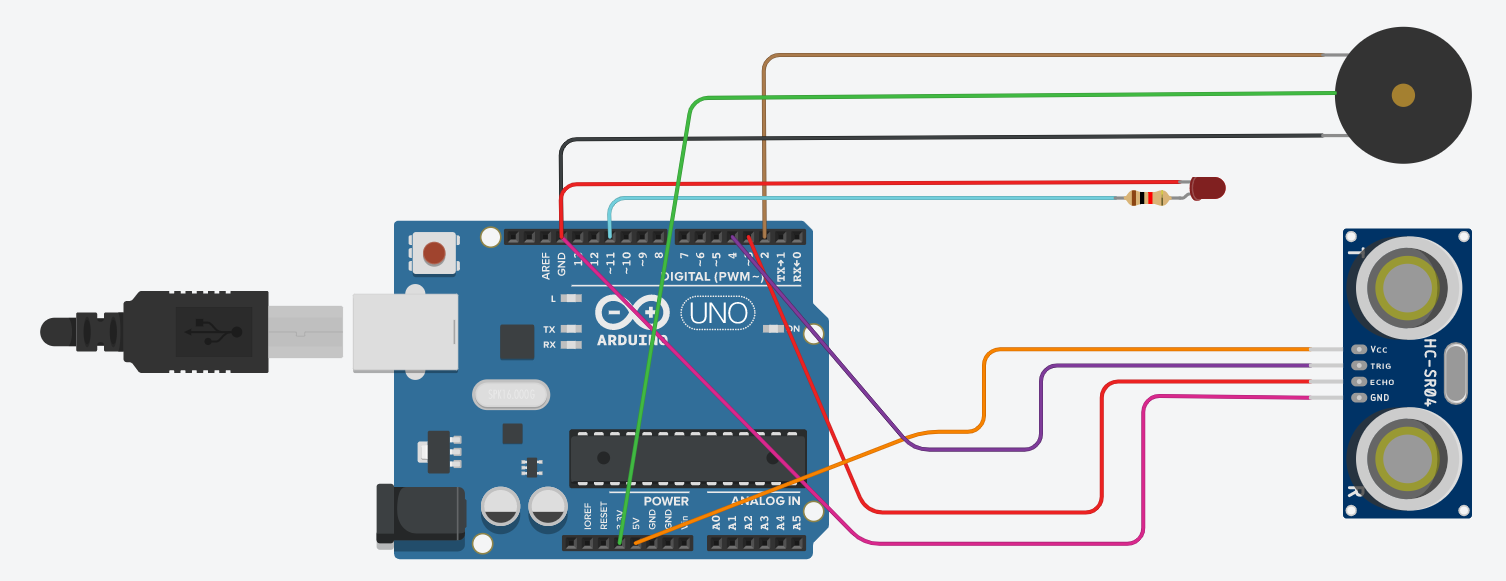 AREF
GND
12
~11
~10
~9
8
7
~6
~5
4
2
TX→1
RX←0
DIGITAL (PWM~)
L
TX
RX
ARDUINO
UNO
ON
POWER
ANALOG IN
IOREF
RESET
3.3V
5V
GND
GND
Vin
A0
A1
A2
A3
A4
A5
T
VCC
TRIG
ECHO
GND
HC-SR04
R